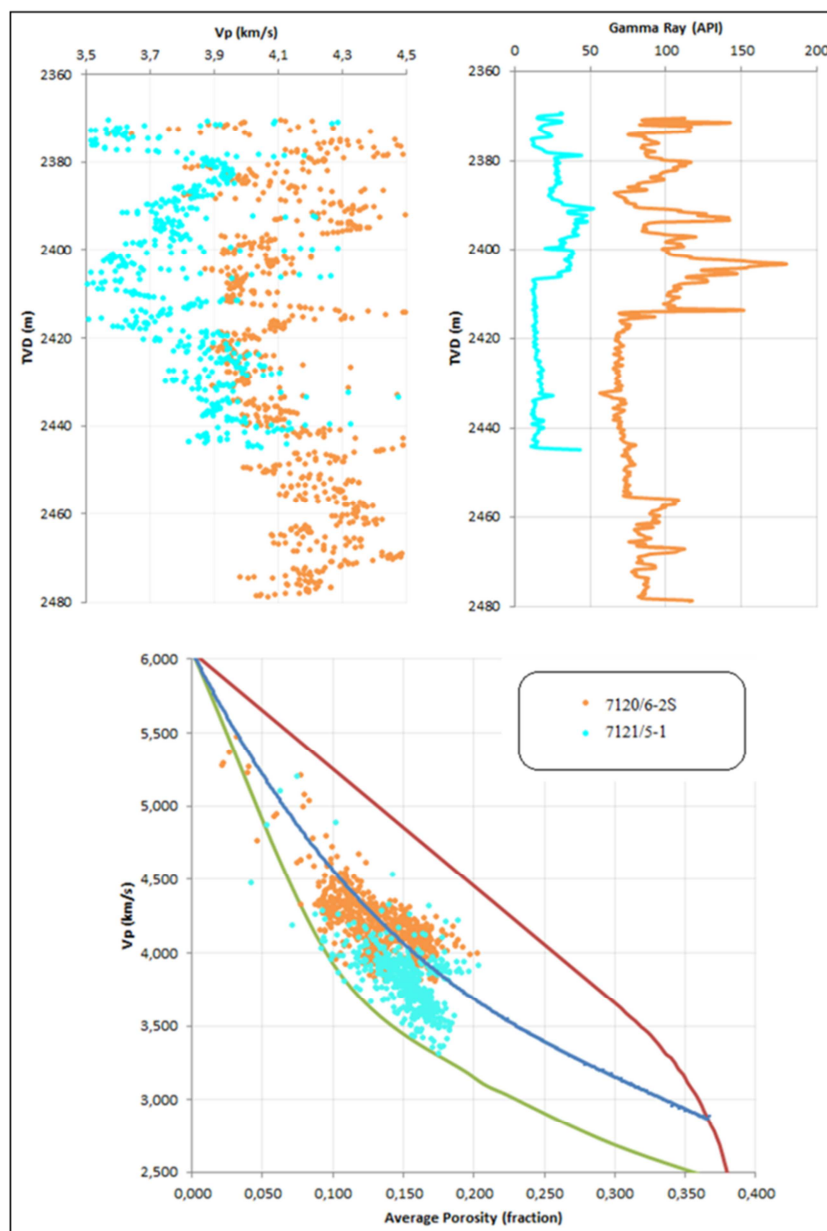 Vp (km/s)
3,5 3,7 3,9 4,1 4,3 4,5
2360
2380
2400
2420
2440
2460
2480
TVD (m)
Gamma Ray (API)
0 50 100 150 200
2360
2380
2400
2420
2440
2460
2480
TVD (m)
6,000
5,500
5,000
4,500
4,000
3,500
3,000
2,500
Vp (km/s)
7120/6-2S
7121/5-1
0,000 0,050 0,100 0,150 0,200 0,250 0,300 0,350 0,400
Average Porosity (fraction)